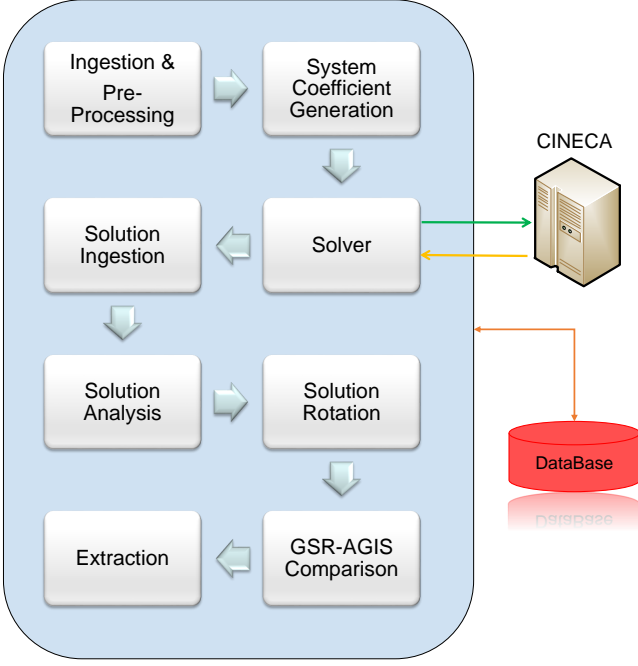 Ingestion &
Pre-
Processing
System
Coefficient
Generation
CINECA
Solution
Ingestion
Solver
Solution
Analysis
Solution
Rotation
DataBase
Extraction
GSR-AGIS
Comparison